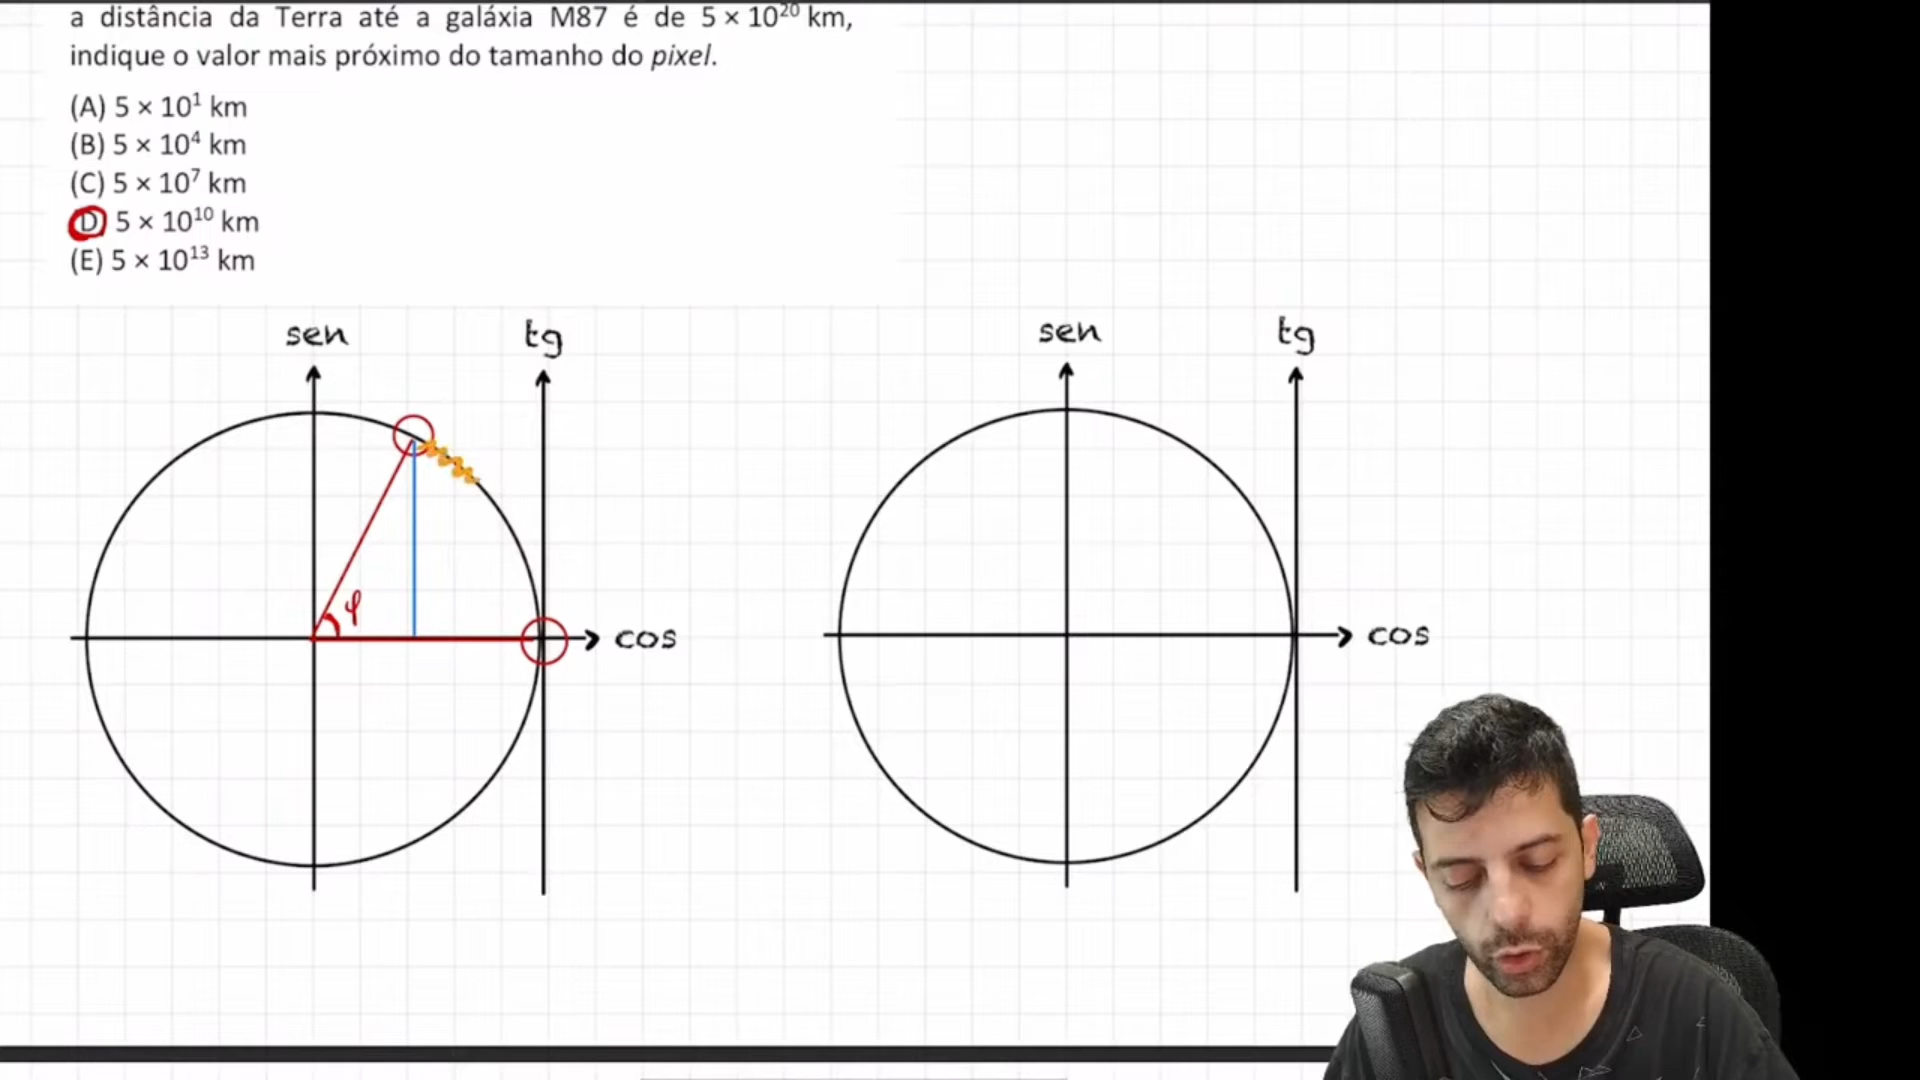 a distância da Terra até a galáxia M87 é de 5 × 10²⁰ km,
indique o valor mais próximo do tamanho do pixel.
(A) 5 × 10¹ km
(B) 5 × 10⁴ km
(C) 5 × 10⁷ km
(D) 5 × 10¹⁰ km
(E) 5 × 10¹³ km
sen tg
sen tg
φ
cos
cos